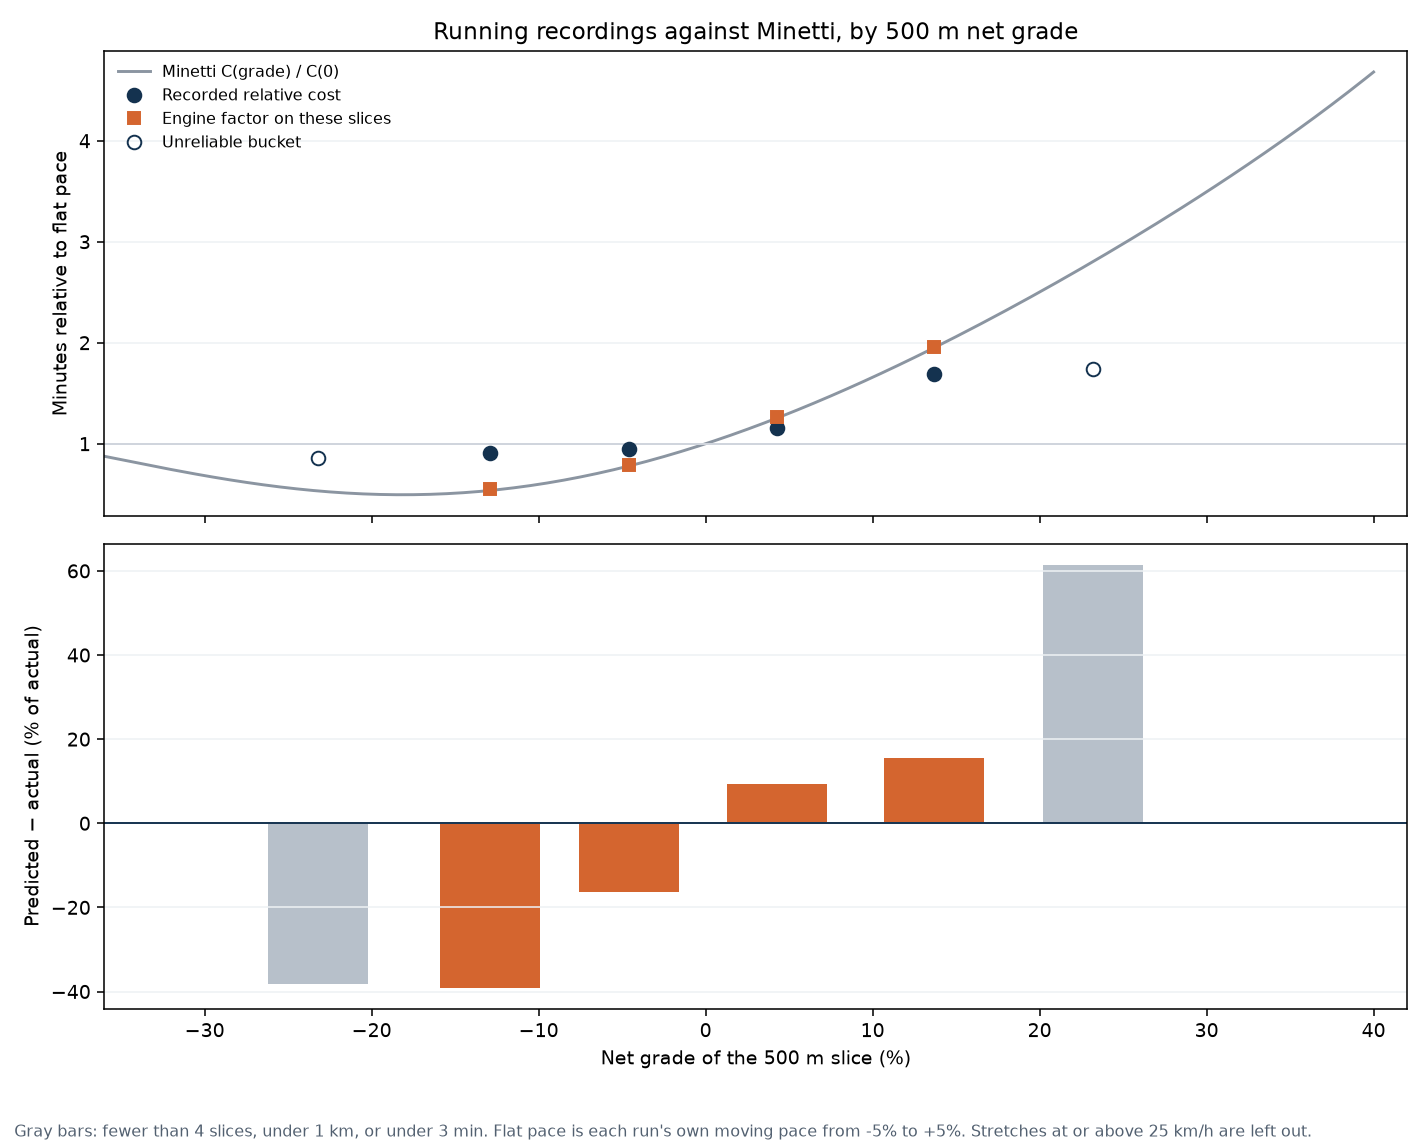 Running recordings against Minetti, by 500 m net grade
Minetti C(grade) / C(0)
Recorded relative cost
Engine factor on these slices
Unreliable bucket
Minutes relative to flat pace
4
3
2
1
Predicted − actual (% of actual)
60
40
20
0
−20
−40
−30
−20
−10
0
10
20
30
40
Net grade of the 500 m slice (%)
Gray bars: fewer than 4 slices, under 1 km, or under 3 min. Flat pace is each run's own moving pace from -5% to +5%. Stretches at or above 25 km/h are left out.